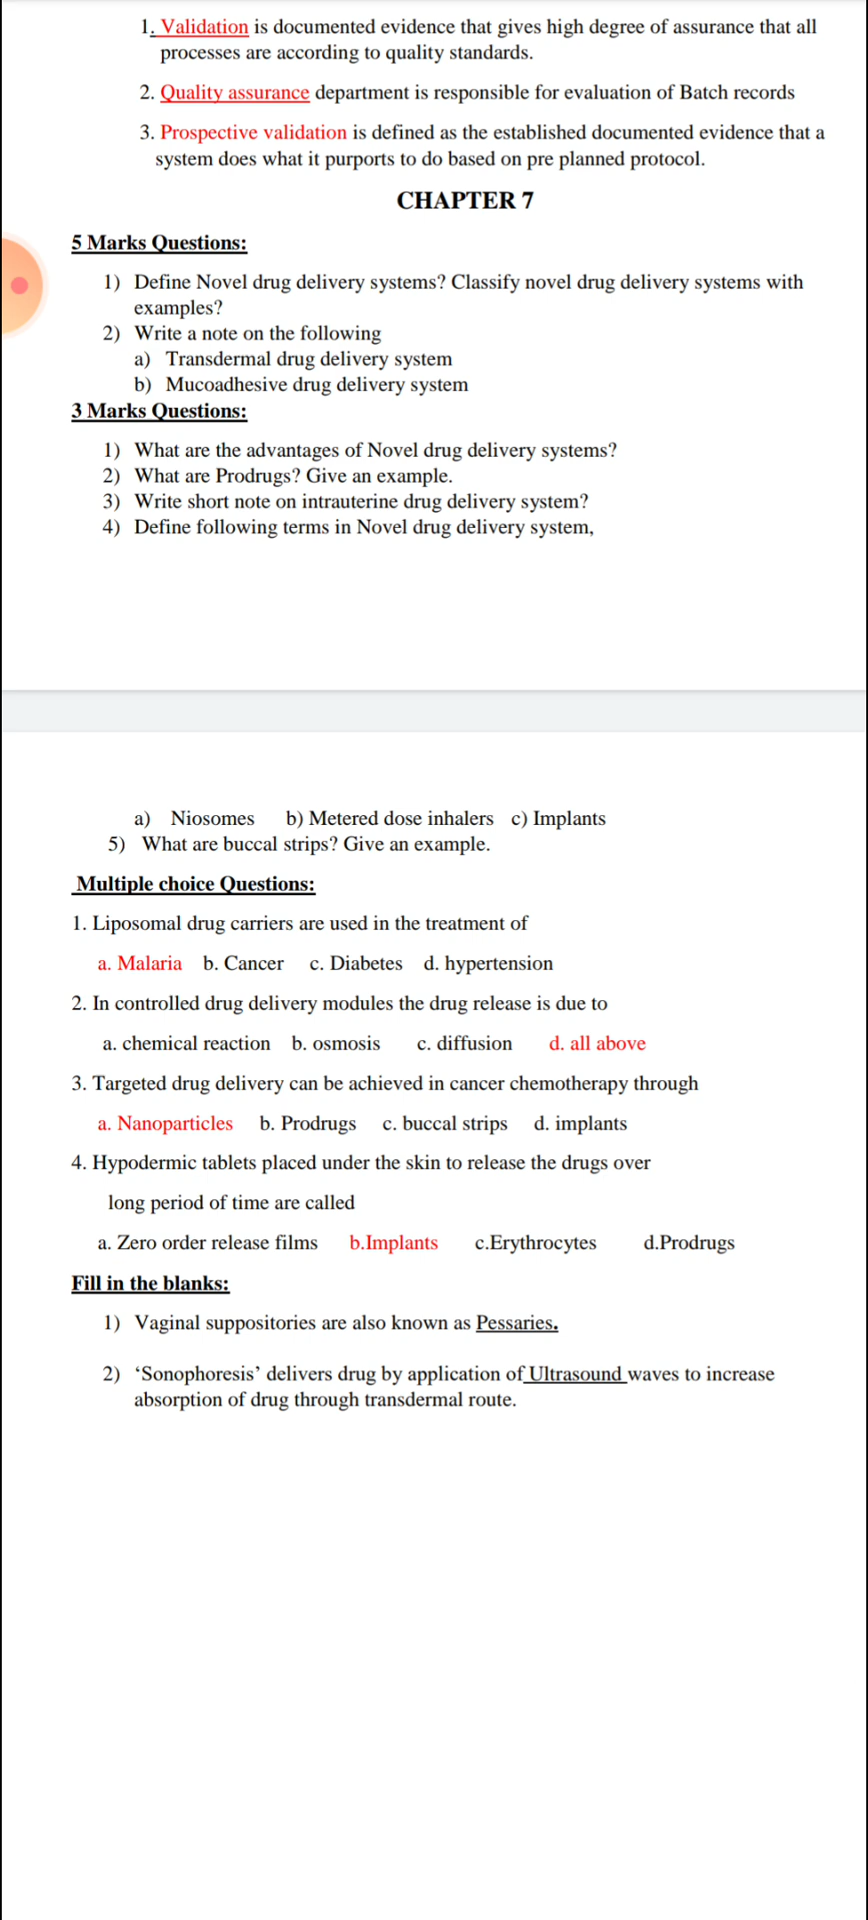 1. Validation is documented evidence that gives high degree of assurance that all
processes are according to quality standards.
2. Quality assurance department is responsible for evaluation of Batch records
3. Prospective validation is defined as the established documented evidence that a
system does what it purports to do based on pre planned protocol.
CHAPTER 7
5 Marks Questions:
1) Define Novel drug delivery systems? Classify novel drug delivery systems with
examples?
2) Write a note on the following
a) Transdermal drug delivery system
b) Mucoadhesive drug delivery system
3 Marks Questions:
1) What are the advantages of Novel drug delivery systems?
2) What are Prodrugs? Give an example.
3) Write short note on intrauterine drug delivery system?
4) Define following terms in Novel drug delivery system,
a) Niosomes b) Metered dose inhalers c) Implants
5) What are buccal strips? Give an example.
Multiple choice Questions:
1. Liposomal drug carriers are used in the treatment of
a. Malaria b. Cancer c. Diabetes d. hypertension
2. In controlled drug delivery modules the drug release is due to
a. chemical reaction b. osmosis c. diffusion d. all above
3. Targeted drug delivery can be achieved in cancer chemotherapy through
a. Nanoparticles b. Prodrugs c. buccal strips d. implants
4. Hypodermic tablets placed under the skin to release the drugs over
long period of time are called
a. Zero order release films b.Implants c.Erythrocytes d.Prodrugs
Fill in the blanks:
1) Vaginal suppositories are also known as Pessaries.
2) ‘Sonophoresis’ delivers drug by application of Ultrasound waves to increase
absorption of drug through transdermal route.